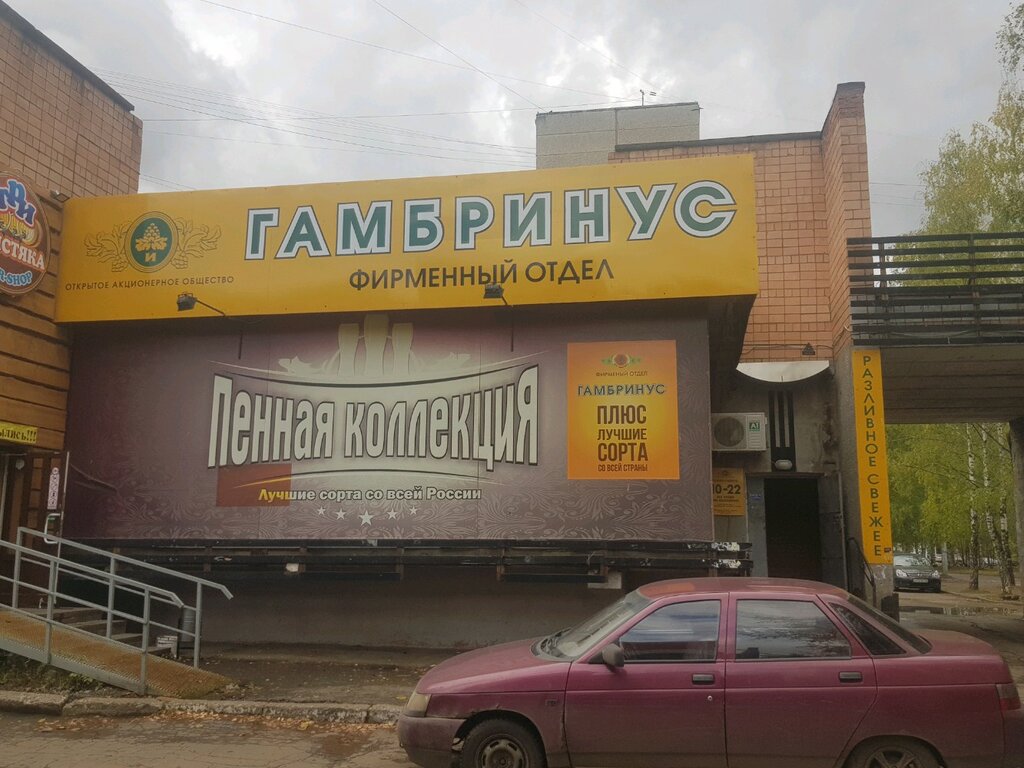 ГАМБРИНУС
ФИРМЕННЫЙ ОТДЕЛ
И
ОТКРЫТОЕ АКЦИОНЕРНОЕ ОБЩЕСТВО
ПЕННАЯ КОЛЛЕКЦИЯ
Лучшие сорта со всей России
ФИРМЕНЫЙ ОТДЕЛ
ГАМБРИНУС
ПЛЮС
ЛУЧШИЕ
СОРТА
СО ВСЕЙ СТРАНЫ
10-22
РАЗЛИВНОЕ СВЕЖЕЕ